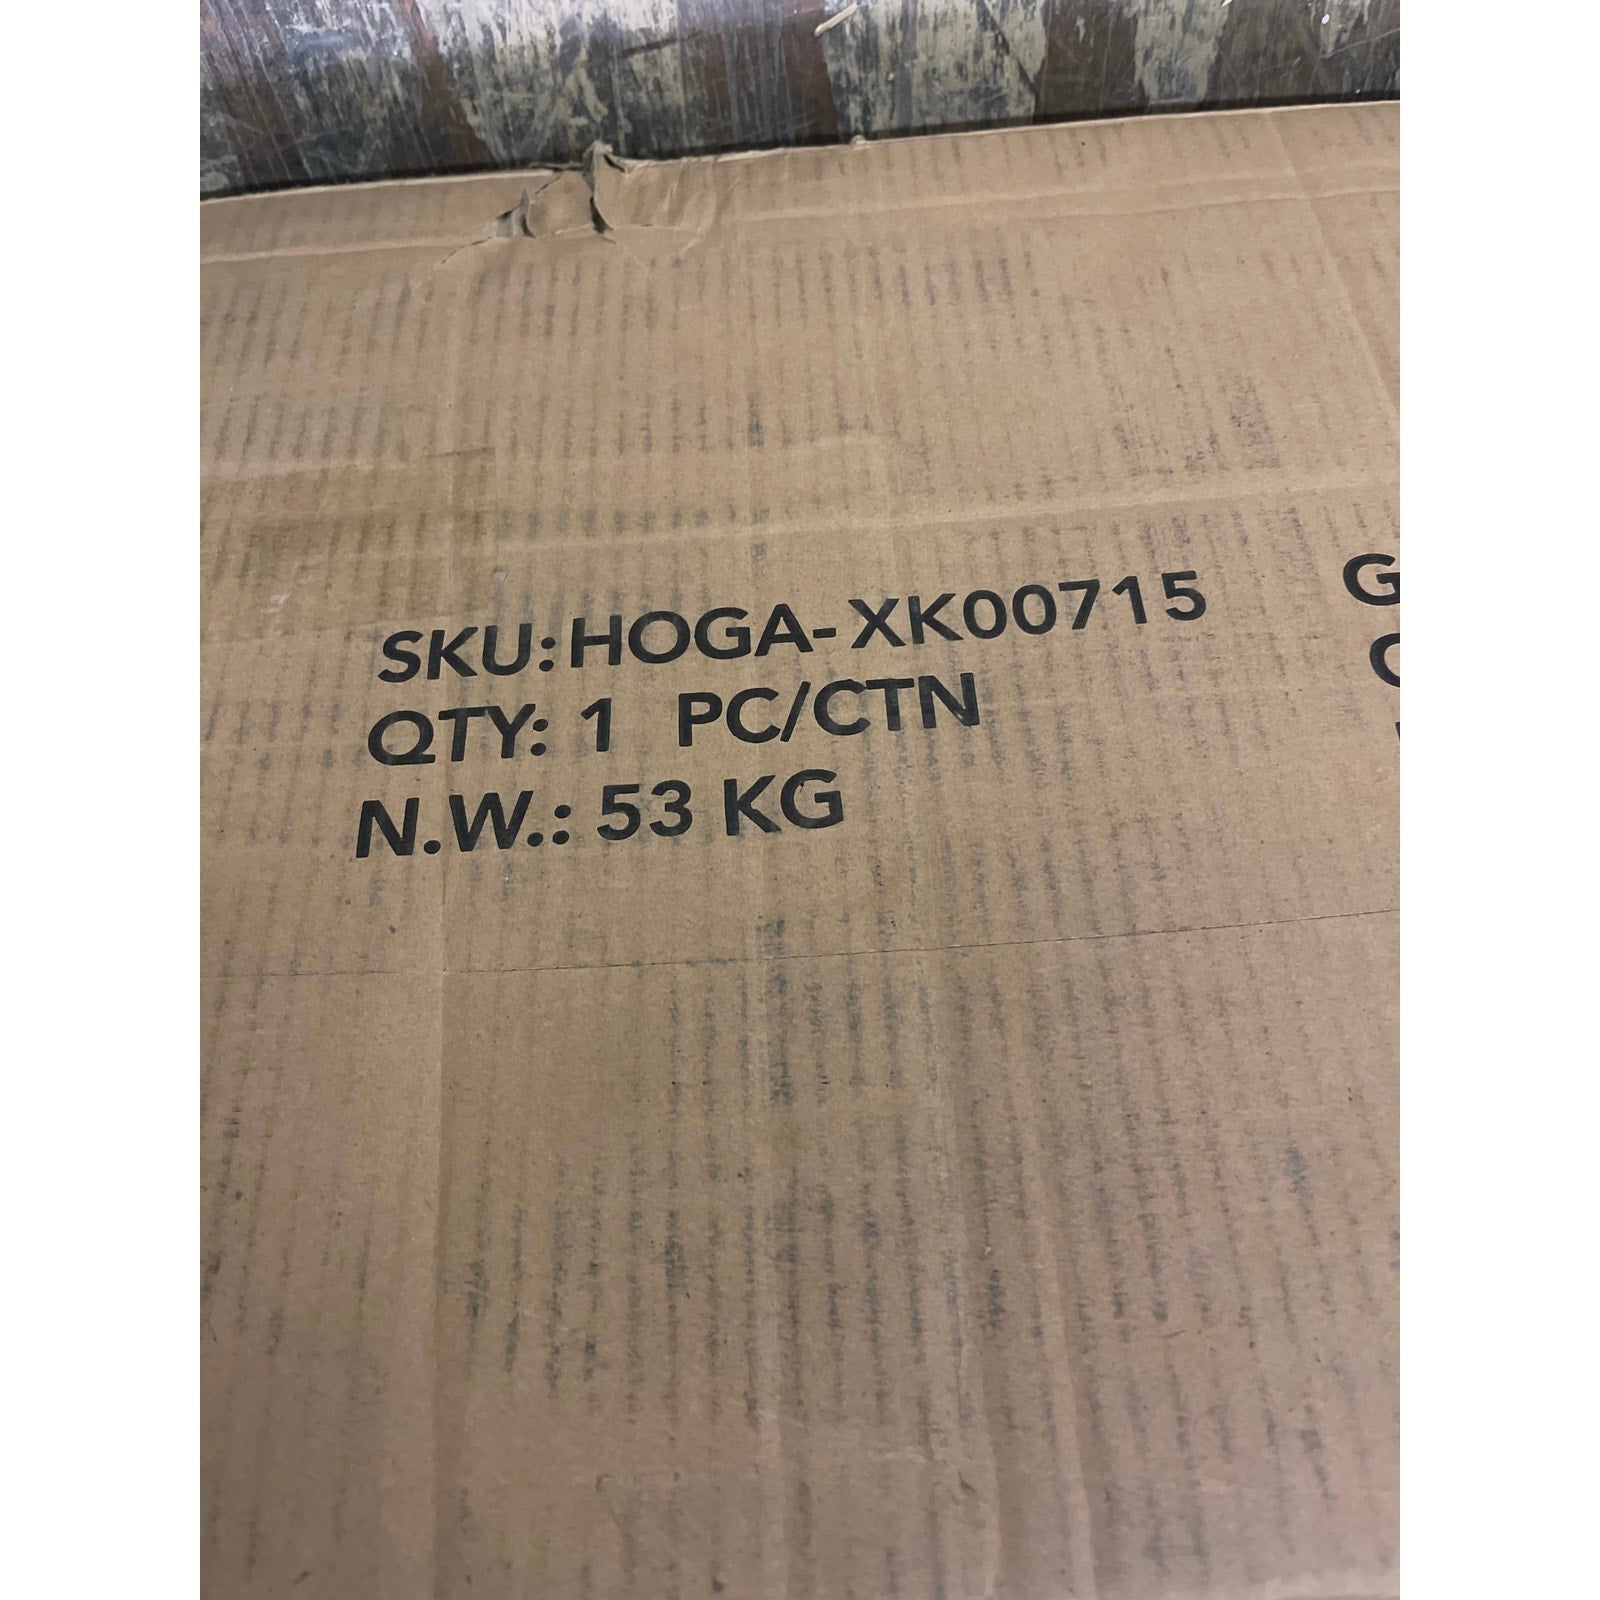 SKU:HOGA-XK00715
QTY: 1 PC/CTN
N.W.: 53 KG
G